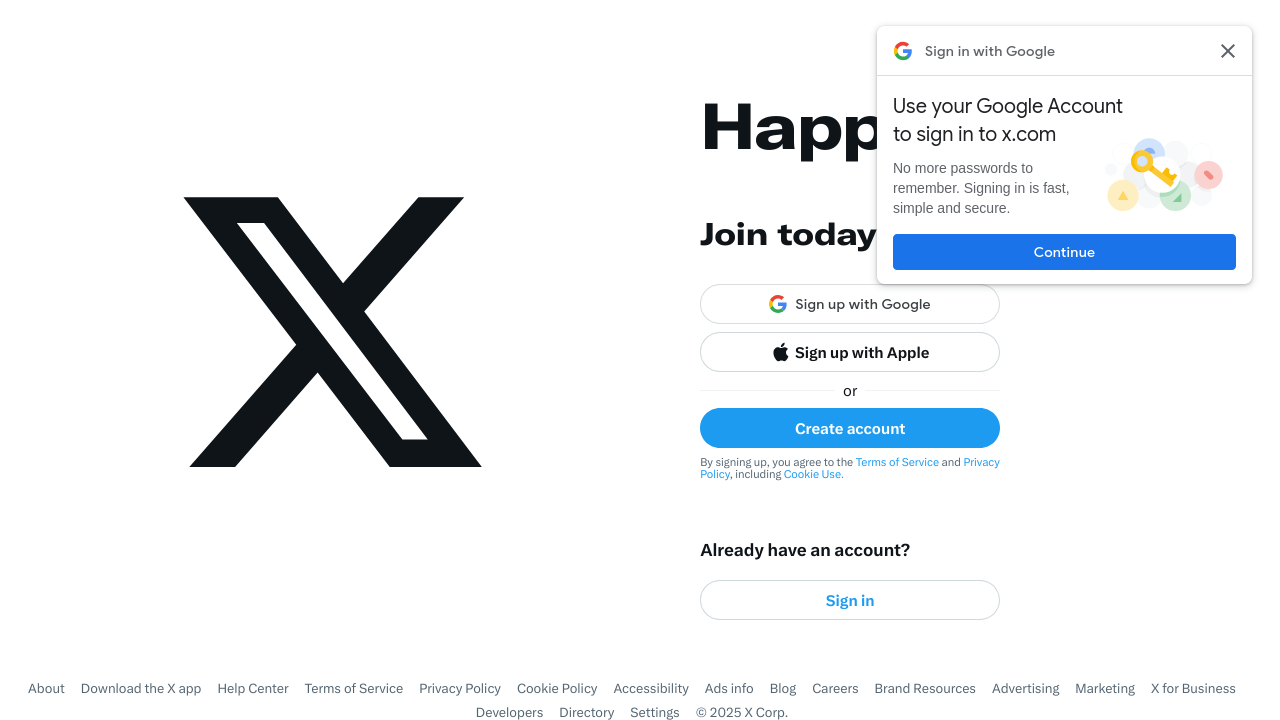 Sign in with Google
Use your Google Account
to sign in to x.com
No more passwords to
remember. Signing in is fast,
simple and secure.
Continue
Happ
Join today
Sign up with Google
Sign up with Apple
or
Create account
By signing up, you agree to the Terms of Service and Privacy
Policy, including Cookie Use.
Already have an account?
Sign in
About Download the X app Help Center Terms of Service Privacy Policy Cookie Policy Accessibility Ads info Blog Careers Brand Resources Advertising Marketing X for Business
Developers Directory Settings © 2025 X Corp.